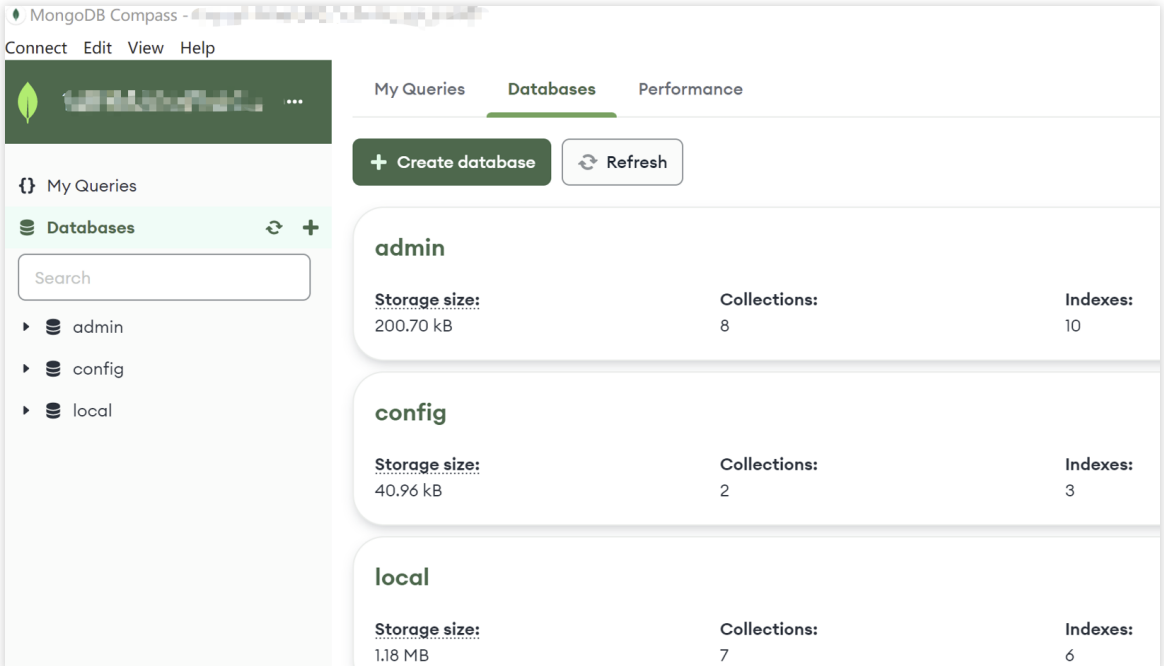 MongoDB Compass -
Connect Edit View Help
...
My Queries Databases Performance
Create database Refresh
{} My Queries
Databases
Search
admin
config
local
admin
Storage size: Collections: Indexes:
200.70 kB 8 10
config
Storage size: Collections: Indexes:
40.96 kB 2 3
local
Storage size: Collections: Indexes:
1.18 MB 7 6